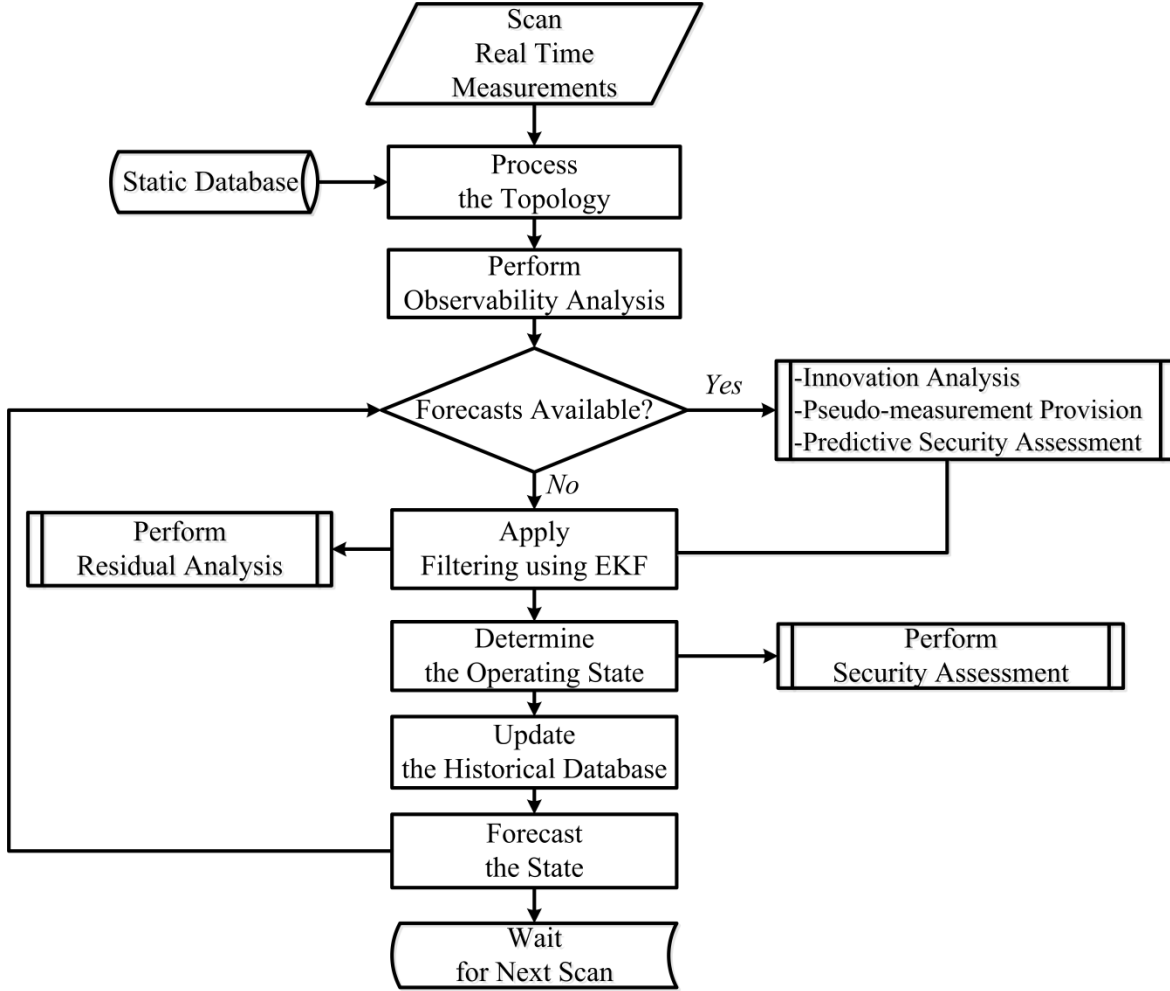 Scan
Real Time
Measurements
Static Database
Process
the Topology
Perform
Observability Analysis
Forecasts Available?
Yes
-Innovation Analysis
-Pseudo-measurement Provision
-Predictive Security Assessment
No
Perform
Residual Analysis
Apply
Filtering using EKF
Determine
the Operating State
Perform
Security Assessment
Update
the Historical Database
Forecast
the State
Wait
for Next Scan